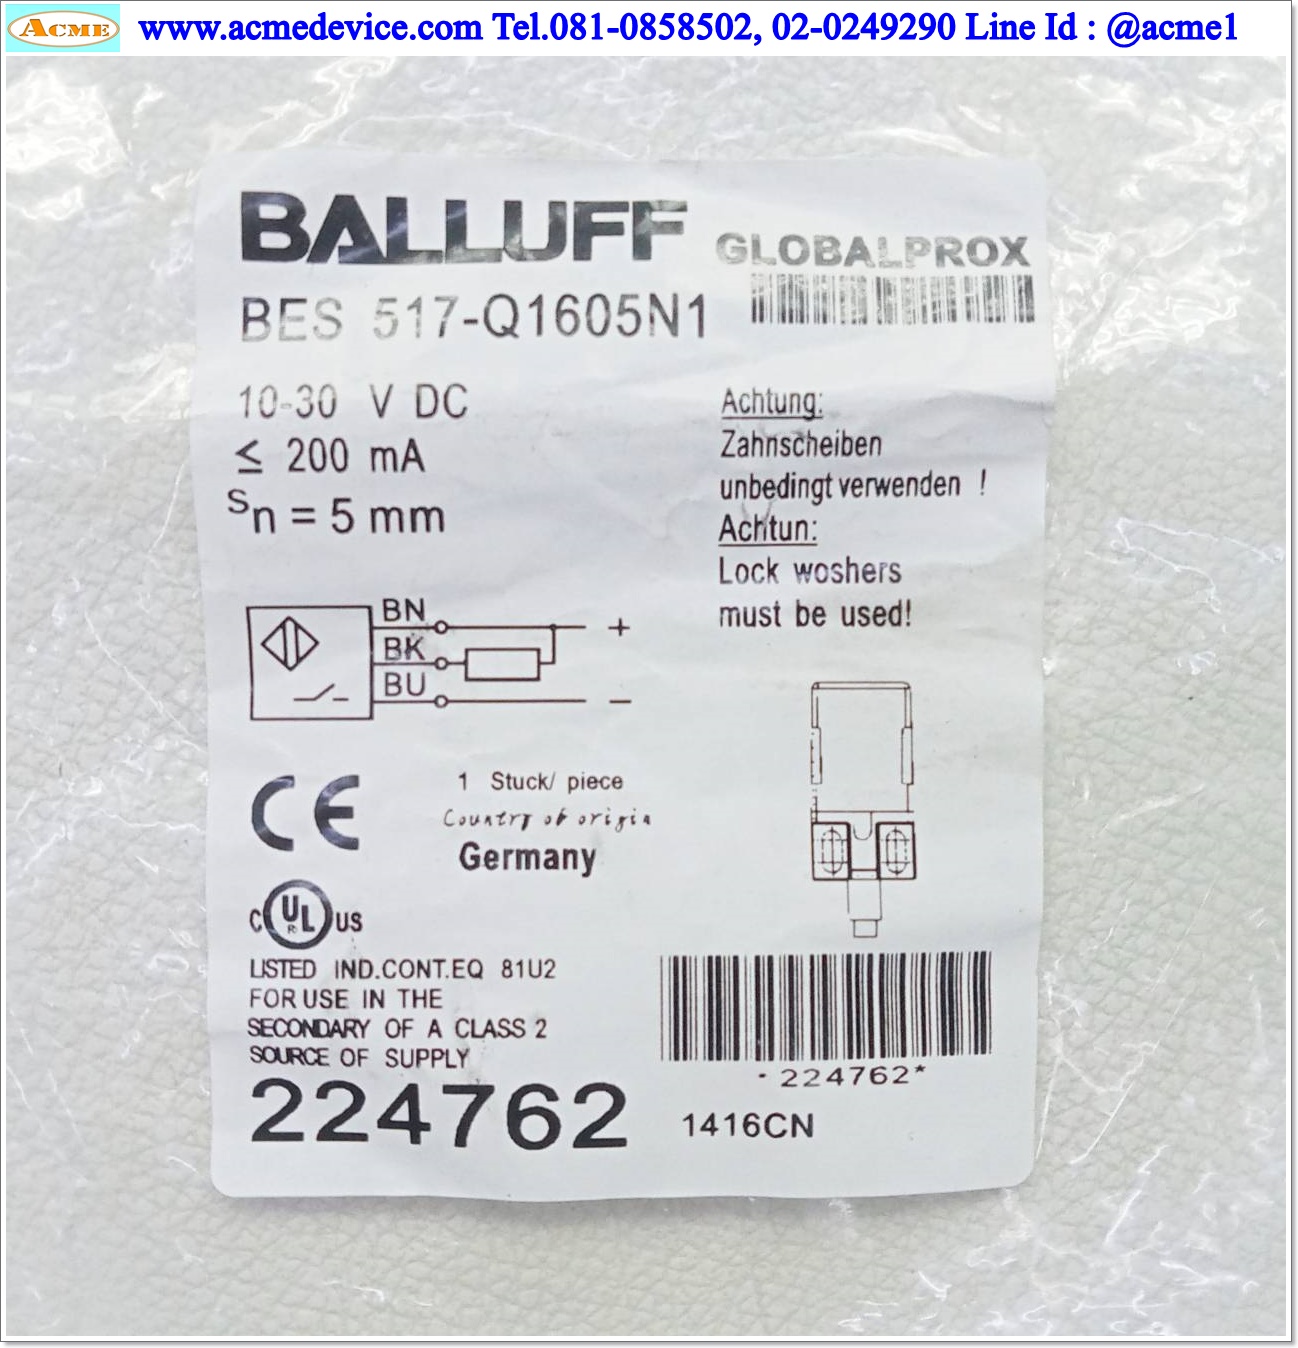 ACME www.acmedevice.com Tel.081-0858502, 02-0249290 Line Id : @acme1
BALLUFF GLOBALPROX
BES 517-Q1605N1
10-30 V DC
≤ 200 mA
Sn = 5 mm
Achtung:
Zahnscheiben
unbedingt verwenden !
Achtun:
Lock woshers
must be used!
BN +
BK
BU -
CE
1 Stuck/ piece
Country of origin
Germany
C UL R US
LISTED IND.CONT.EQ 81U2
FOR USE IN THE
SECONDARY OF A CLASS 2
SOURCE OF SUPPLY
224762
· 224762*
1416CN